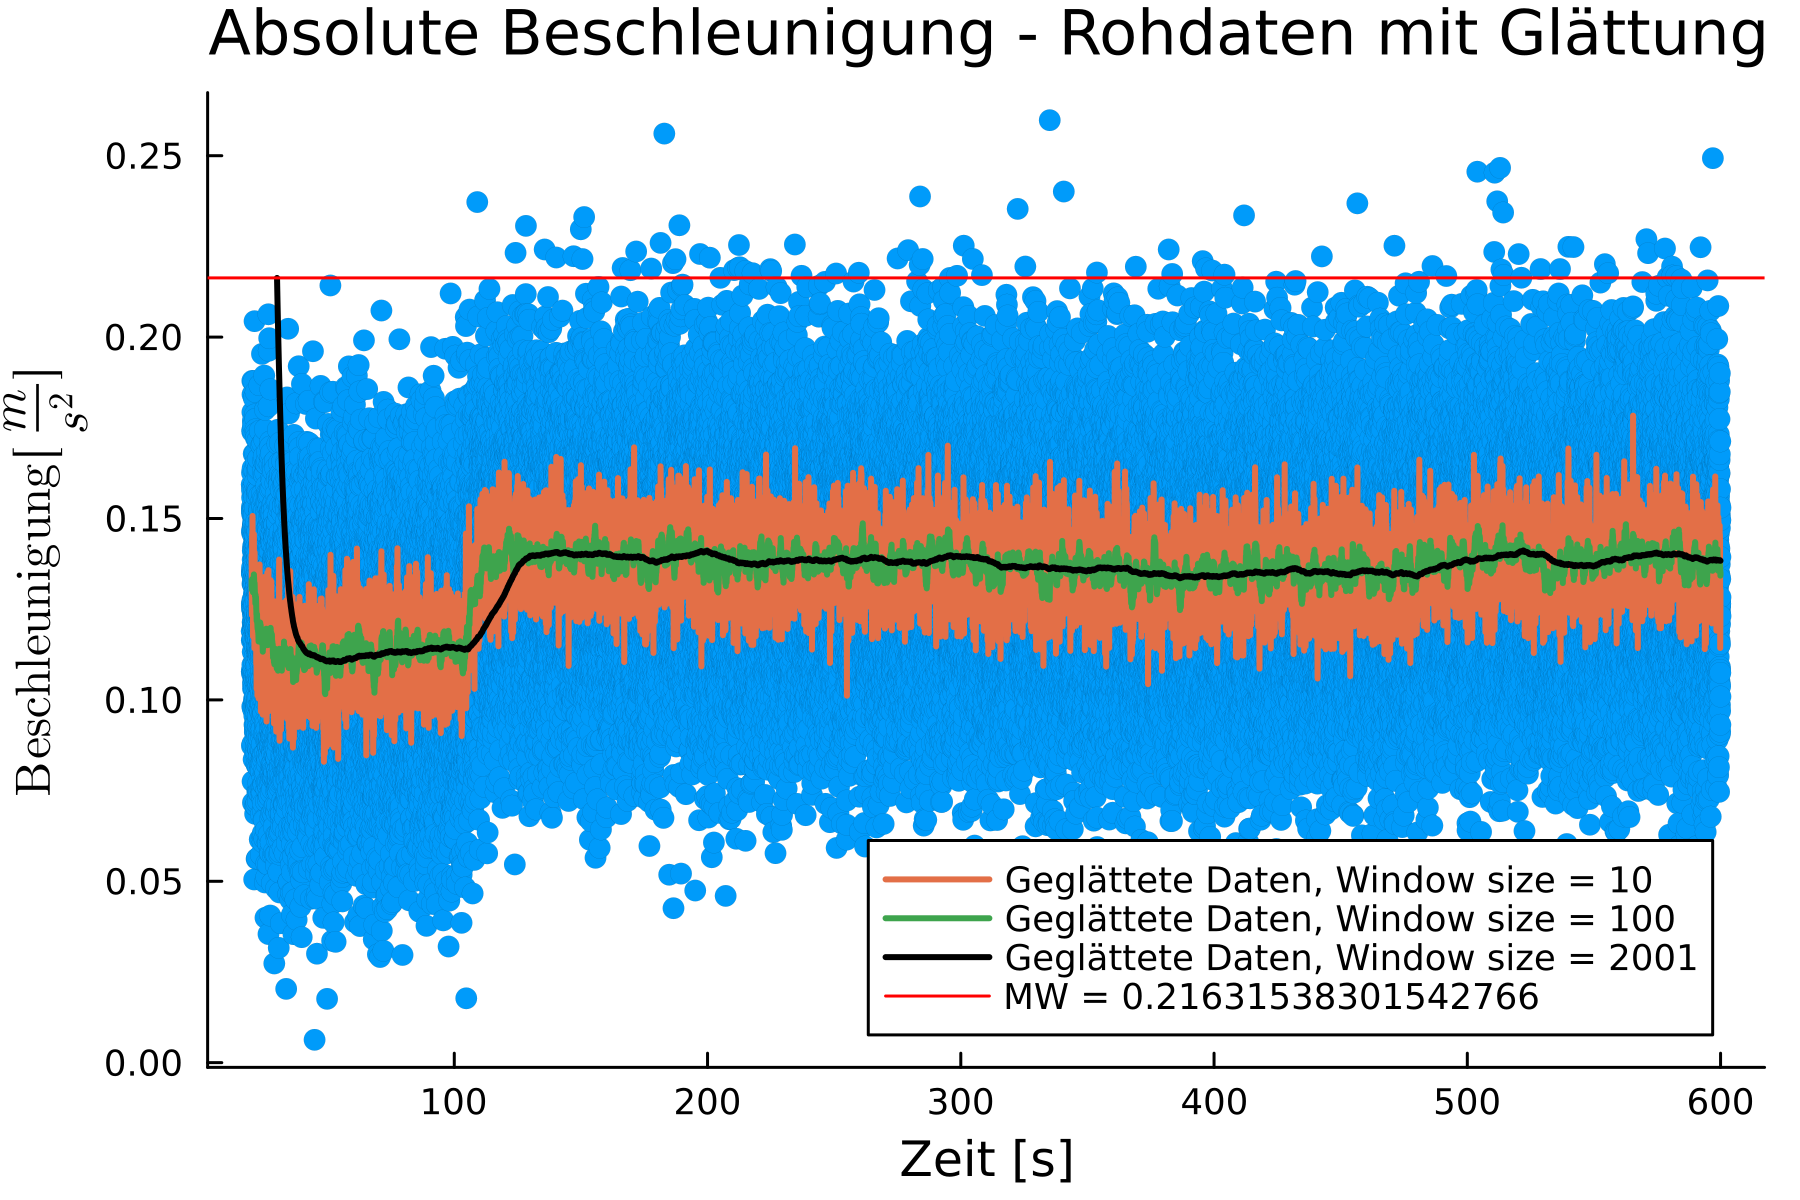 Absolute Beschleunigung - Rohdaten mit Glättung
Beschleunigung[m/s²]
0.25
0.20
0.15
0.10
0.05
0.00
Geglättete Daten, Window size = 10
Geglättete Daten, Window size = 100
Geglättete Daten, Window size = 2001
MW = 0.21631538301542766
100 200 300 400 500 600
Zeit [s]